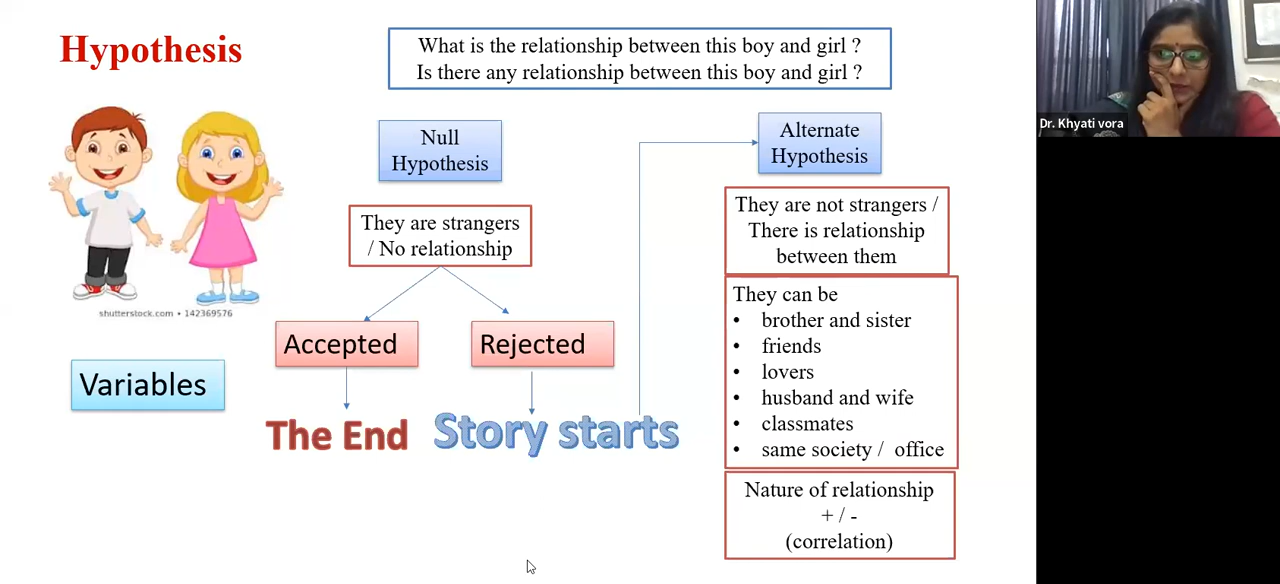 Hypothesis
What is the relationship between this boy and girl ?
Is there any relationship between this boy and girl ?
Dr. Khyati vora
Null
Hypothesis
Alternate
Hypothesis
They are strangers
/ No relationship
They are not strangers /
There is relationship
between them
They can be
• brother and sister
• friends
• lovers
• husband and wife
• classmates
• same society / office
shutterstock.com • 142369576
Accepted
Rejected
Variables
The End
Story starts
Nature of relationship
+ / -
(correlation)